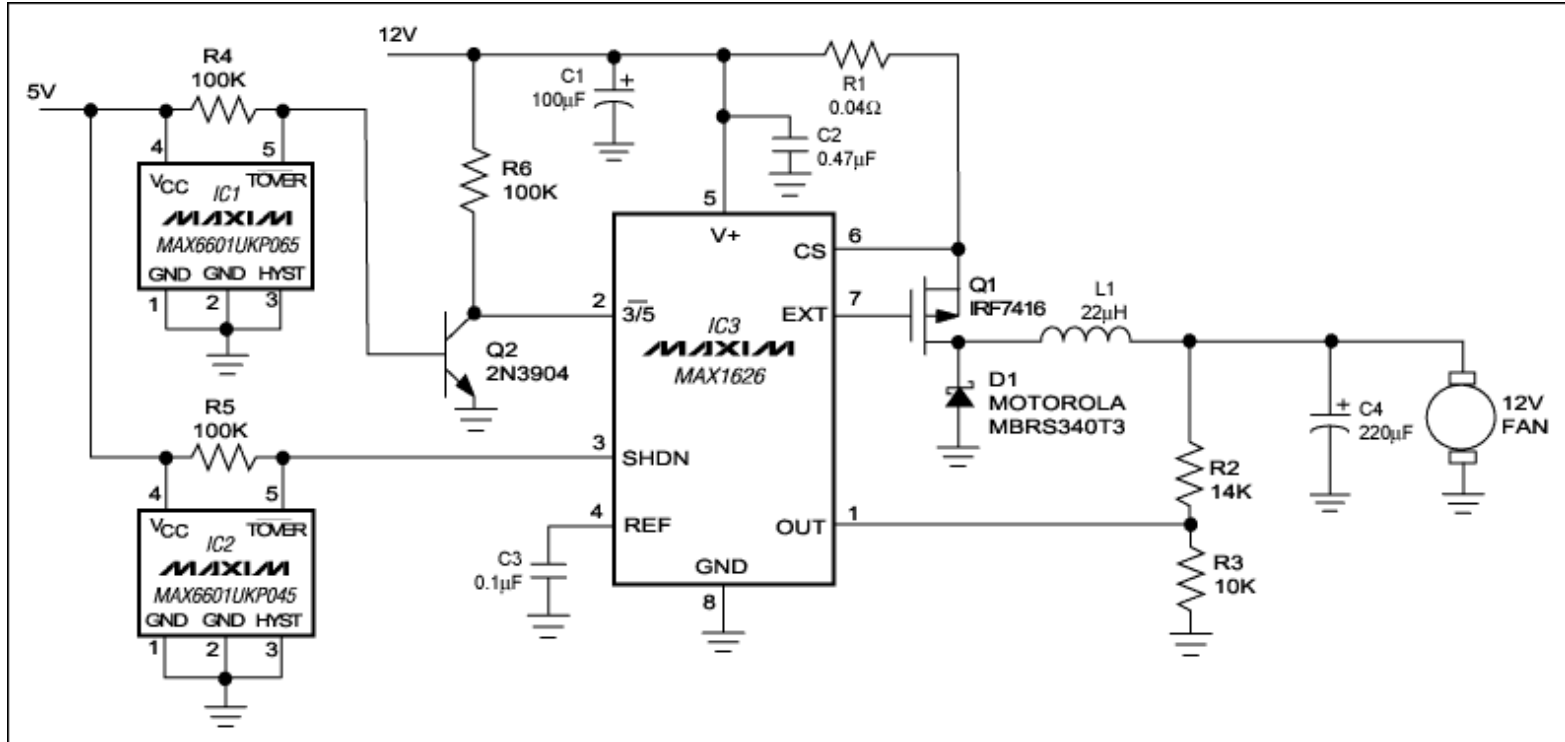 12V
5V
R4
100K
4
5
VCC
TOVER
IC1
MAXIM
MAX6601UKP065
GND GND HYST
1
2
3
R6
100K
C1
+
100µF
R1
0.04Ω
C2
0.47µF
5
V+
CS
6
2
3/5
EXT
7
IC3
MAXIM
MAX1626
Q2
2N3904
Q1
IRF7416
L1
22µH
D1
MOTOROLA
MBRS340T3
+
C4
220µF
12V
FAN
R5
100K
3
SHDN
4
REF
C3
0.1µF
OUT
1
GND
8
R2
14K
R3
10K
4
5
VCC
TOVER
IC2
MAXIM
MAX6601UKP045
GND GND HYST
1
2
3